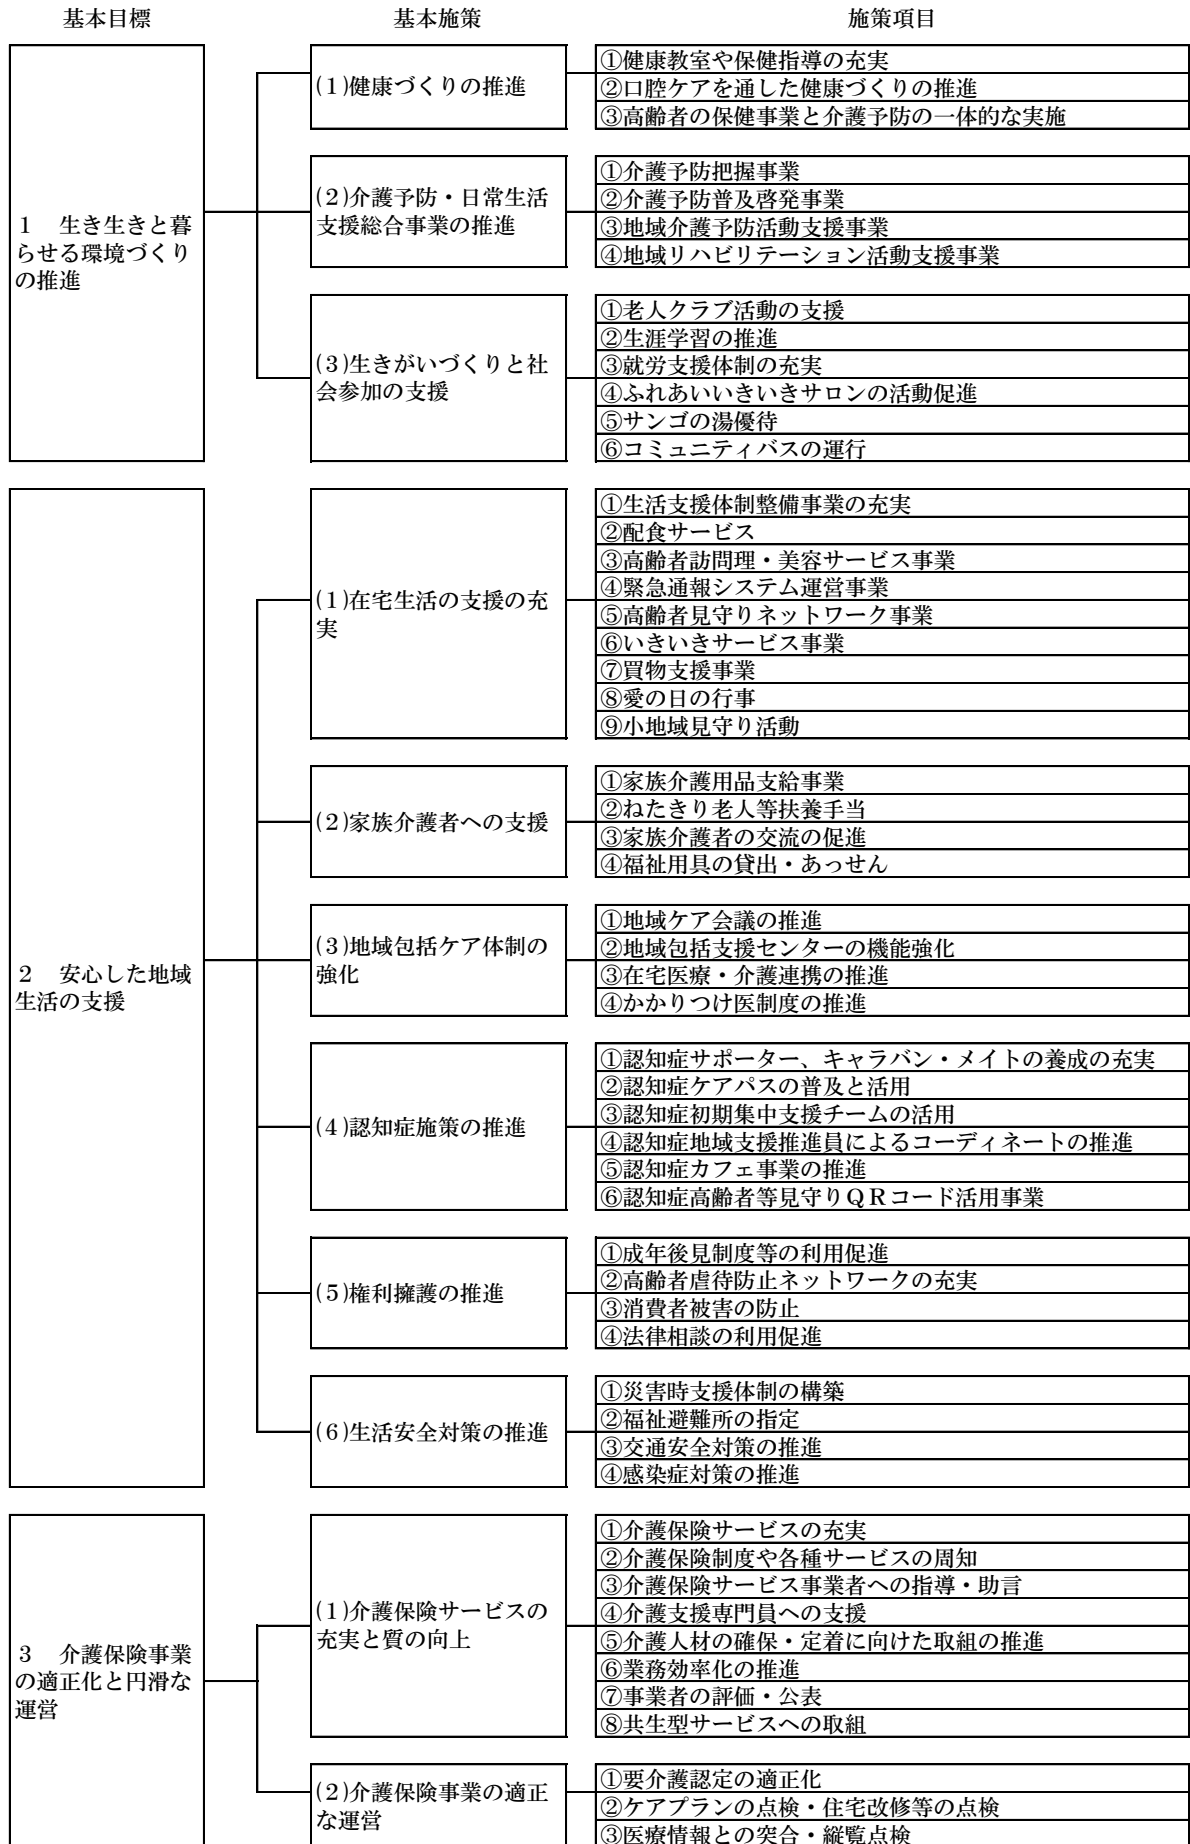 基本目標
基本施策
施策項目
1 生き生きと暮
らせる環境づくり
の推進
(1)健康づくりの推進
①健康教室や保健指導の充実
②口腔ケアを通した健康づくりの推進
③高齢者の保健事業と介護予防の一体的な実施
(2)介護予防・日常生活
支援総合事業の推進
①介護予防把握事業
②介護予防普及啓発事業
③地域介護予防活動支援事業
④地域リハビリテーション活動支援事業
(3)生きがいづくりと社
会参加の支援
①老人クラブ活動の支援
②生涯学習の推進
③就労支援体制の充実
④ふれあいいきいきサロンの活動促進
⑤サンゴの湯優待
⑥コミュニティバスの運行
2 安心した地域
生活の支援
(1)在宅生活の支援の充
実
①生活支援体制整備事業の充実
②配食サービス
③高齢者訪問理・美容サービス事業
④緊急通報システム運営事業
⑤高齢者見守りネットワーク事業
⑥いきいきサービス事業
⑦買物支援事業
⑧愛の日の行事
⑨小地域見守り活動
(2)家族介護者への支援
①家族介護用品支給事業
②ねたきり老人等扶養手当
③家族介護者の交流の促進
④福祉用具の貸出・あっせん
(3)地域包括ケア体制の
強化
①地域ケア会議の推進
②地域包括支援センターの機能強化
③在宅医療・介護連携の推進
④かかりつけ医制度の推進
(4)認知症施策の推進
①認知症サポーター、キャラバン・メイトの養成の充実
②認知症ケアパスの普及と活用
③認知症初期集中支援チームの活用
④認知症地域支援推進員によるコーディネートの推進
⑤認知症カフェ事業の推進
⑥認知症高齢者等見守りQRコード活用事業
(5)権利擁護の推進
①成年後見制度等の利用促進
②高齢者虐待防止ネットワークの充実
③消費者被害の防止
④法律相談の利用促進
(6)生活安全対策の推進
①災害時支援体制の構築
②福祉避難所の指定
③交通安全対策の推進
④感染症対策の推進
3 介護保険事業
の適正化と円滑な
運営
(1)介護保険サービスの
充実と質の向上
①介護保険サービスの充実
②介護保険制度や各種サービスの周知
③介護保険サービス事業者への指導・助言
④介護支援専門員への支援
⑤介護人材の確保・定着に向けた取組の推進
⑥業務効率化の推進
⑦事業者の評価・公表
⑧共生型サービスへの取組
(2)介護保険事業の適正
な運営
①要介護認定の適正化
②ケアプランの点検・住宅改修等の点検
③医療情報との突合・縦覧点検